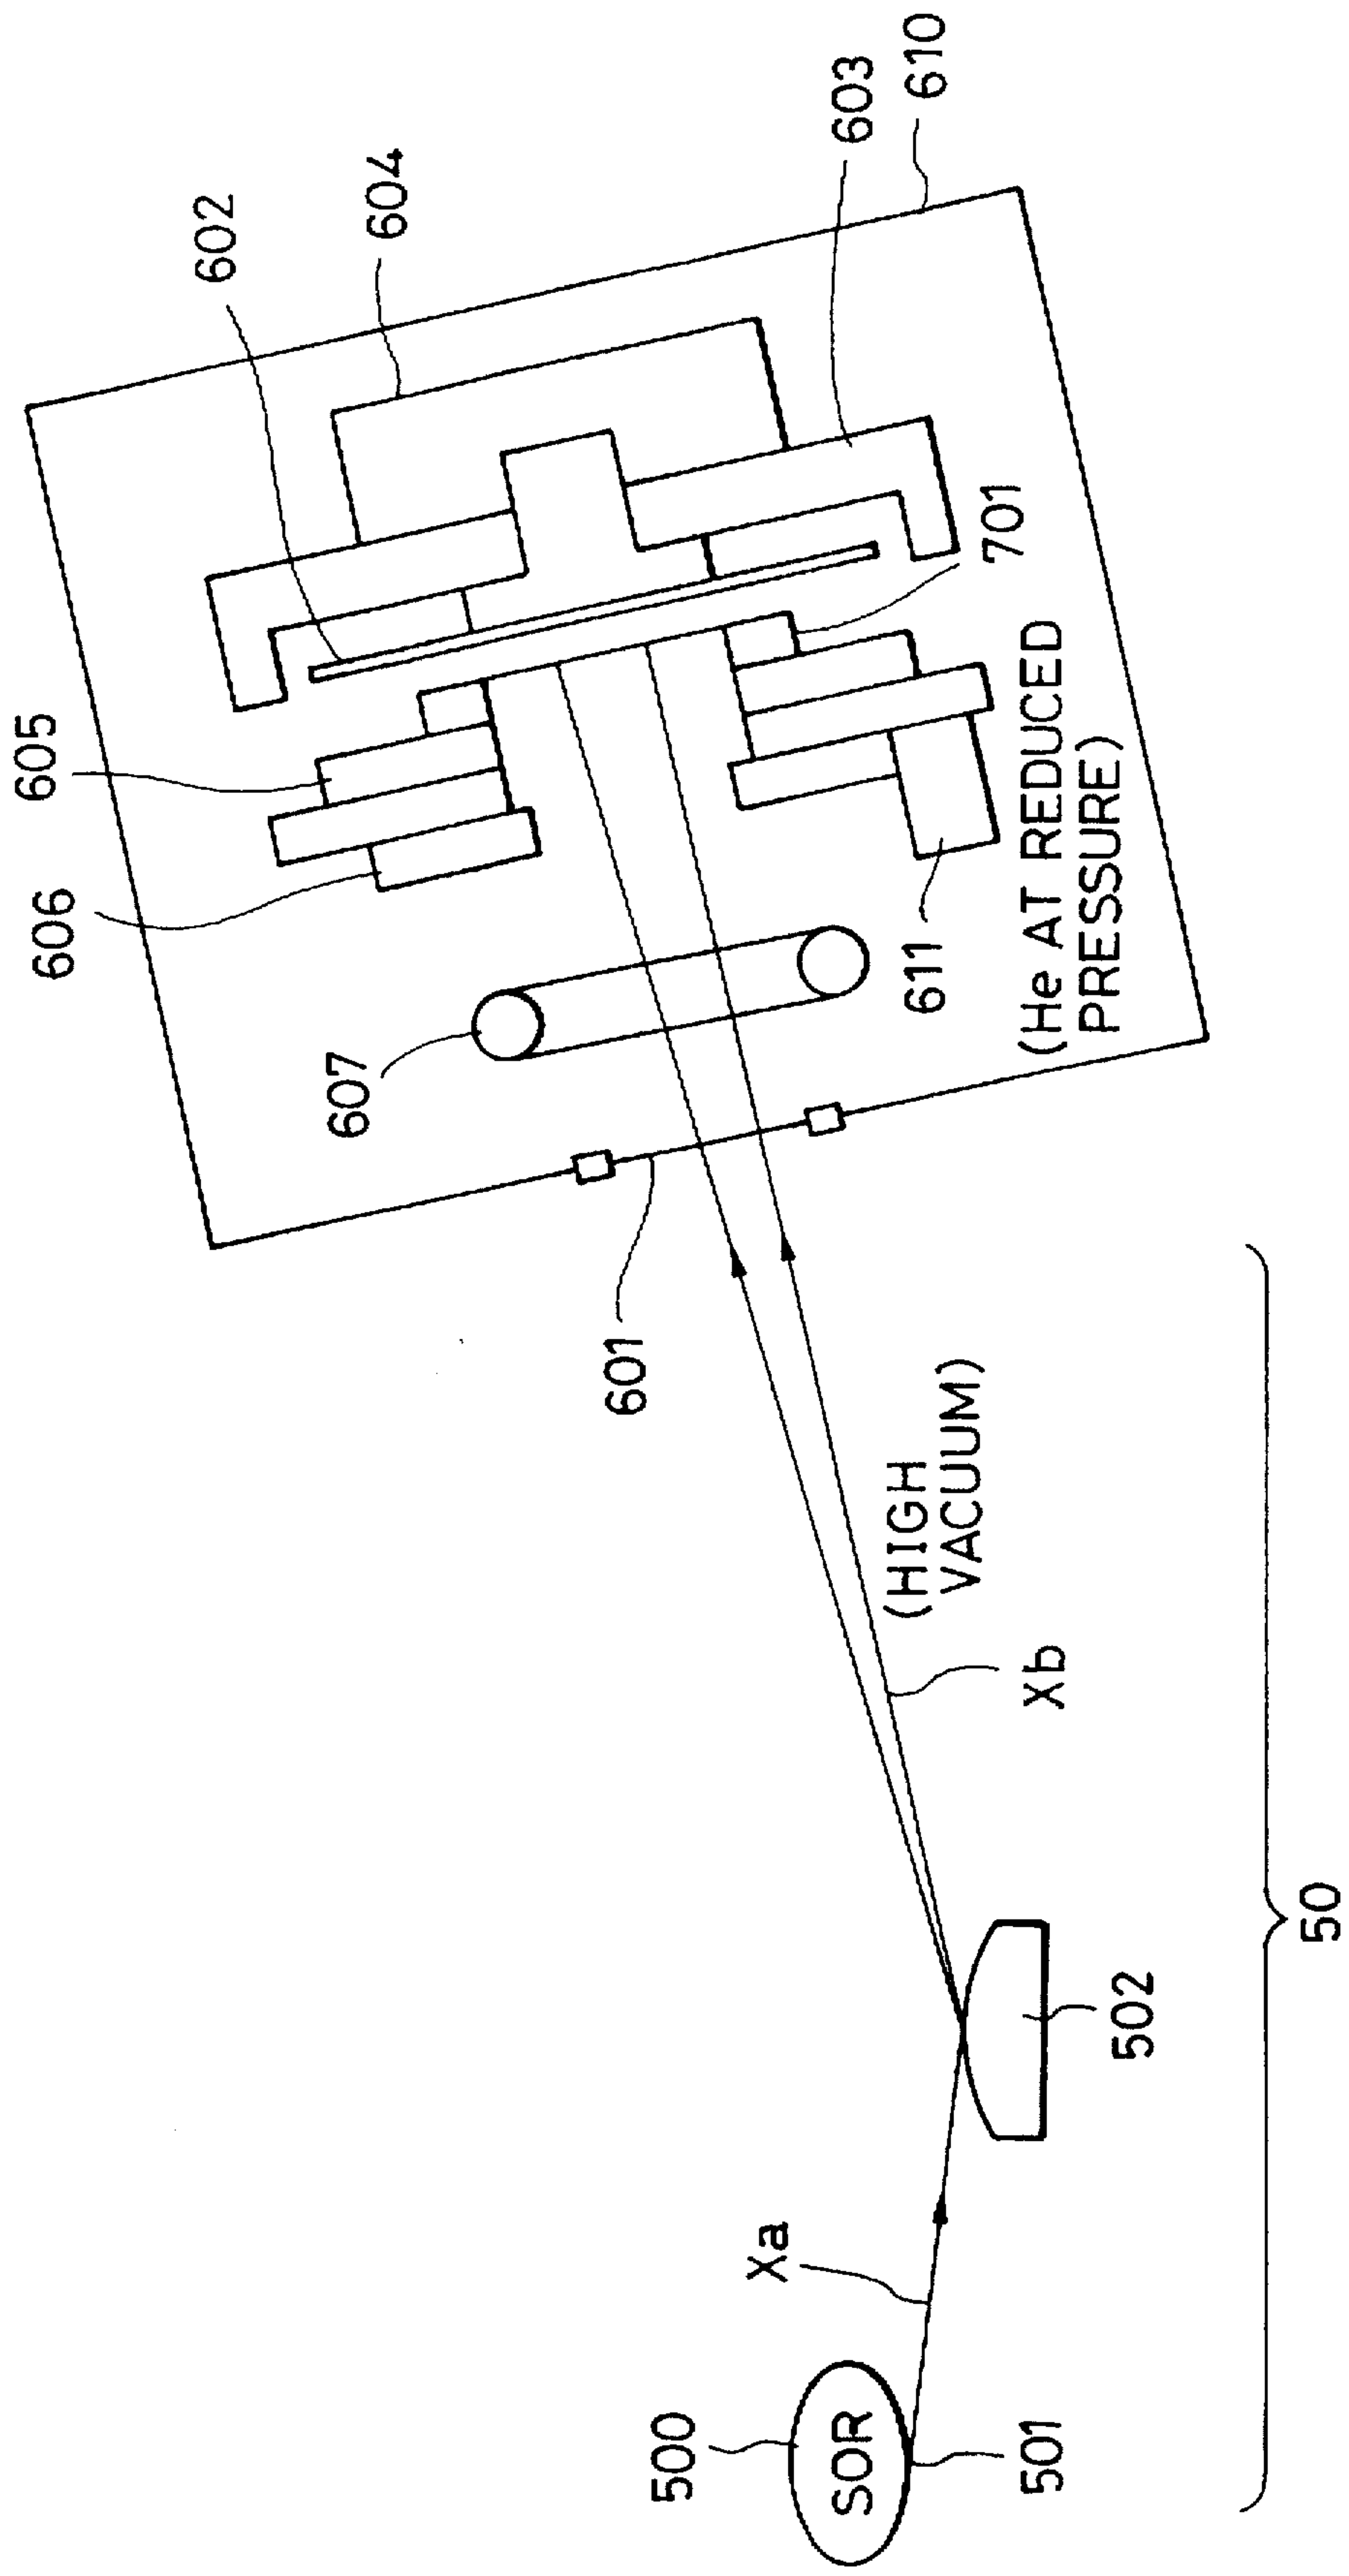 602
604
603
610
605
606
607
701
611
(He AT REDUCED
PRESSURE)
601
(HIGH
VACUUM)
Xb
Xa
500
SOR
501
502
50